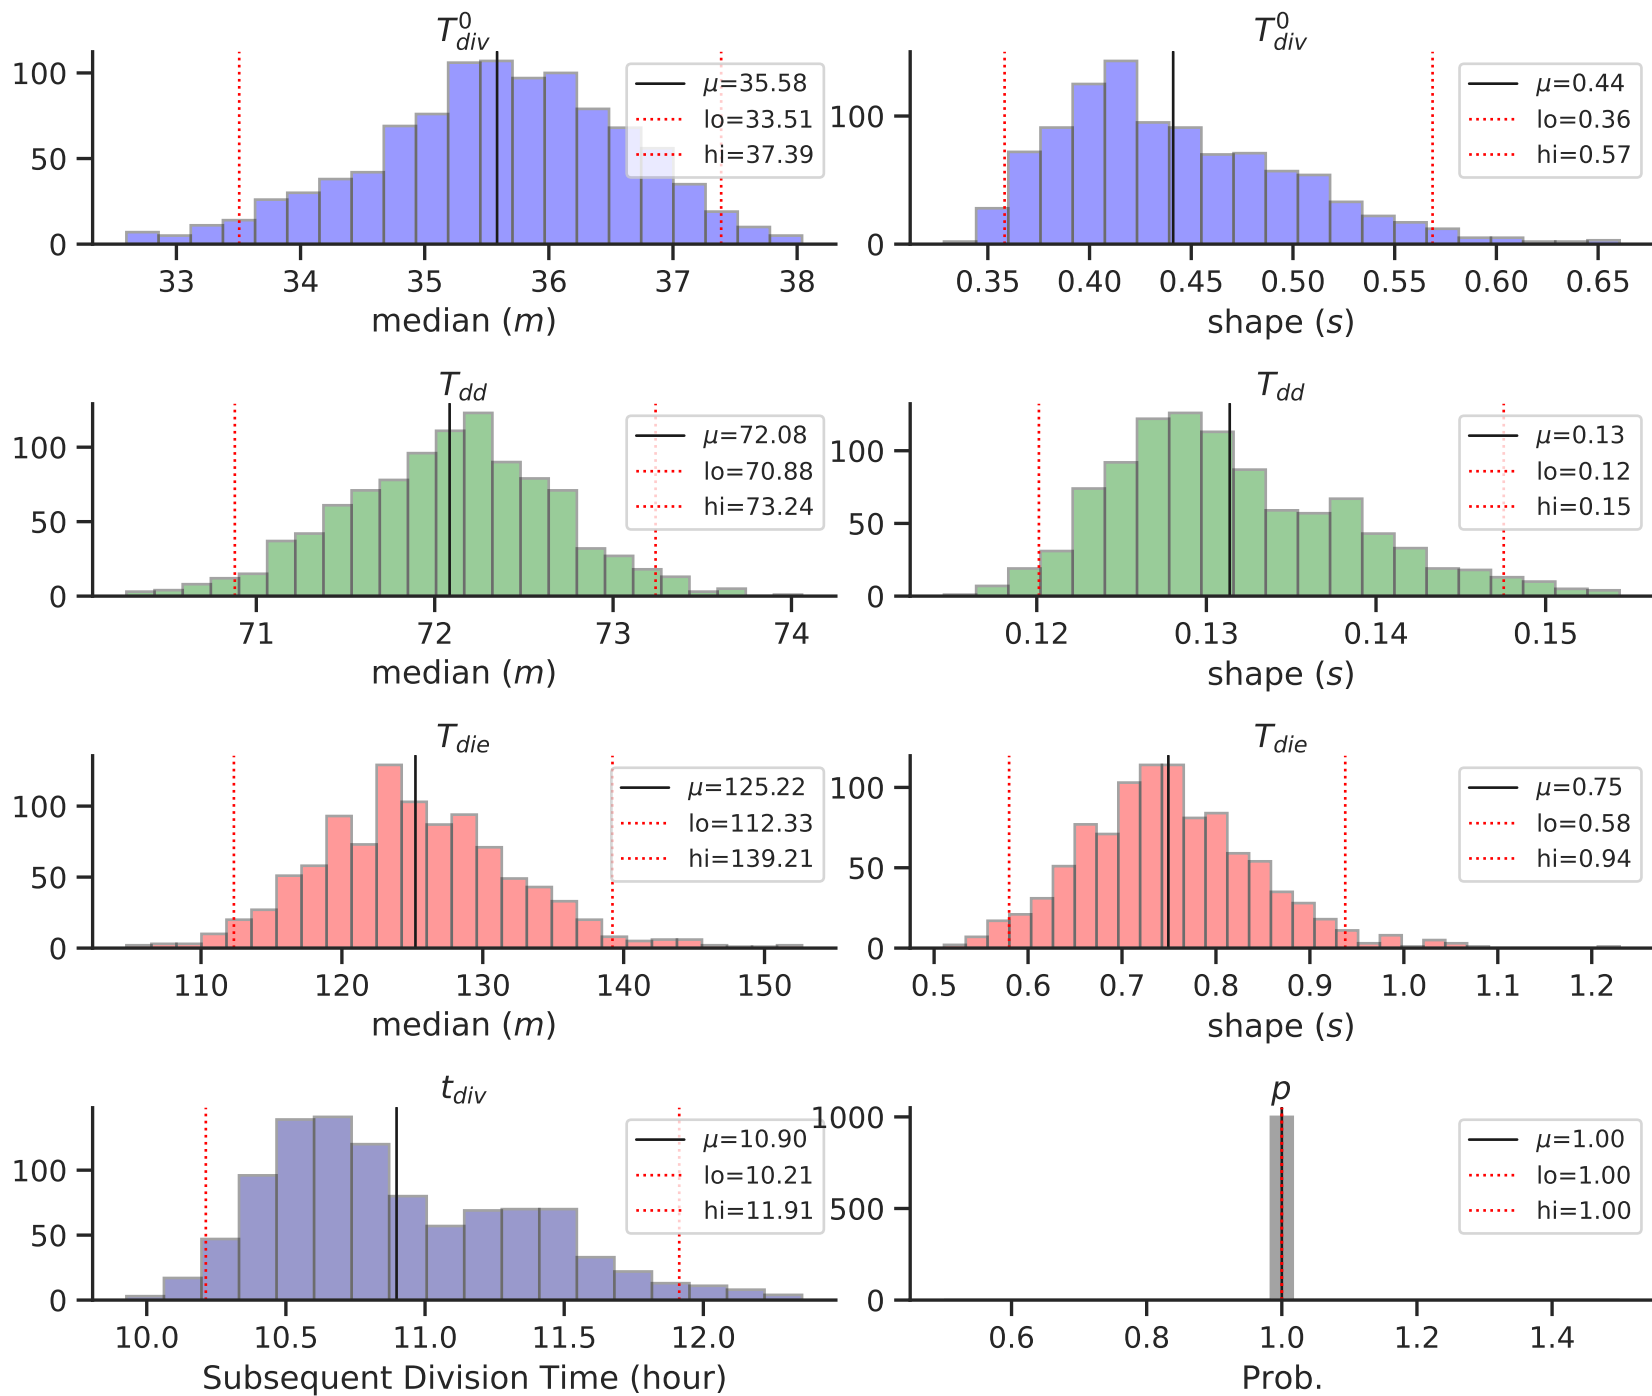 T⁰div
100
50
0
μ=35.58
lo=33.51
hi=37.39
33 34 35 36 37 38
median (m)
T⁰div
100
0
μ=0.44
lo=0.36
hi=0.57
0.35 0.40 0.45 0.50 0.55 0.60 0.65
shape (s)
Tdd
100
50
0
μ=72.08
lo=70.88
hi=73.24
71 72 73 74
median (m)
Tdd
100
50
0
μ=0.13
lo=0.12
hi=0.15
0.12 0.13 0.14 0.15
shape (s)
Tdie
100
50
0
μ=125.22
lo=112.33
hi=139.21
110 120 130 140 150
median (m)
Tdie
100
50
0
μ=0.75
lo=0.58
hi=0.94
0.5 0.6 0.7 0.8 0.9 1.0 1.1 1.2
shape (s)
tdiv
100
50
0
μ=10.90
lo=10.21
hi=11.91
10.0 10.5 11.0 11.5 12.0
Subsequent Division Time (hour)
p
1000
500
0
μ=1.00
lo=1.00
hi=1.00
0.6 0.8 1.0 1.2 1.4
Prob.